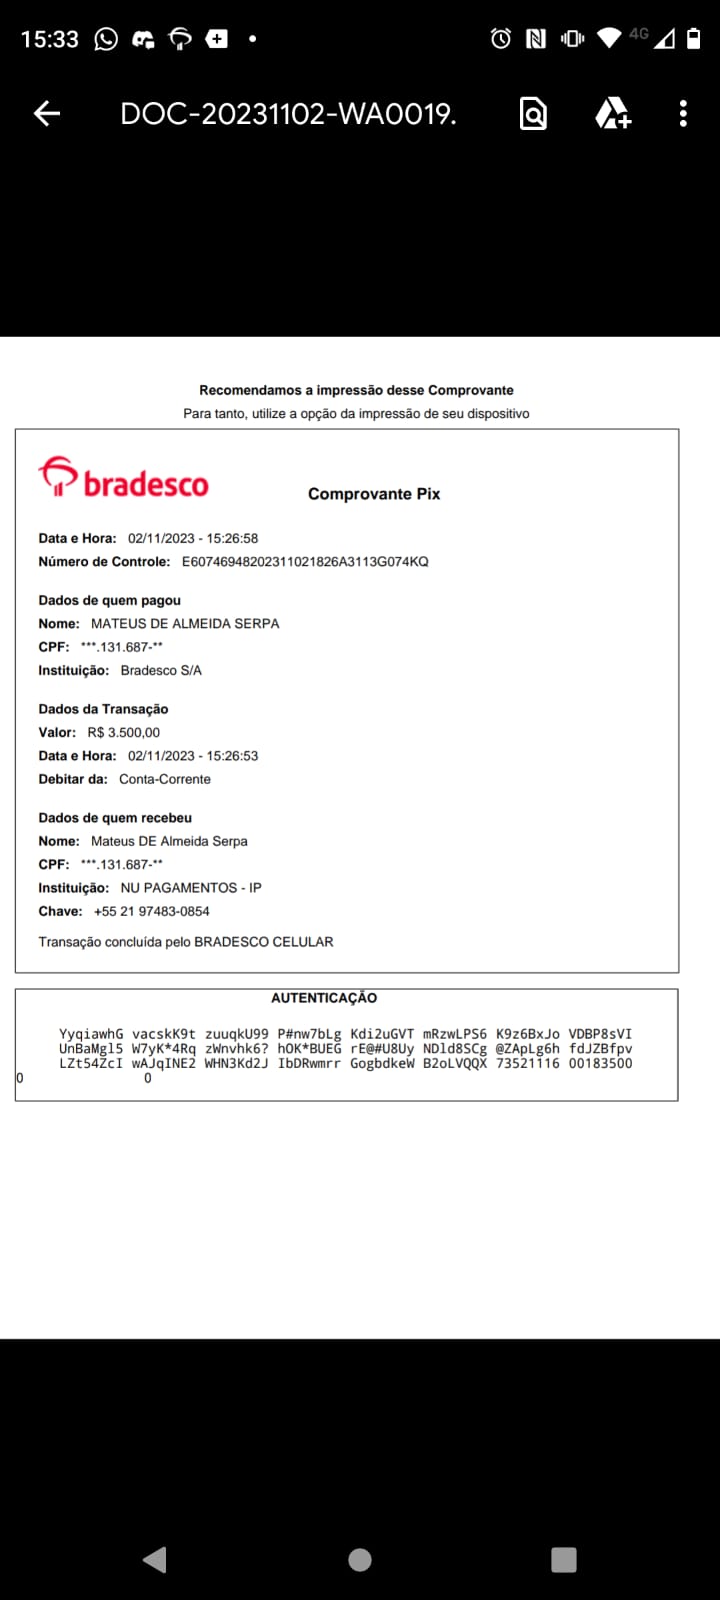 15:33
4G
DOC-20231102-WA0019.
Recomendamos a impressão desse Comprovante
Para tanto, utilize a opção da impressão de seu dispositivo
bradesco
Comprovante Pix
Data e Hora: 02/11/2023 - 15:26:58
Número de Controle: E60746948202311021826A3113G074KQ
Dados de quem pagou
Nome: MATEUS DE ALMEIDA SERPA
CPF: ***.131.687-**
Instituição: Bradesco S/A
Dados da Transação
Valor: R$ 3.500,00
Data e Hora: 02/11/2023 - 15:26:53
Debitar da: Conta-Corrente
Dados de quem recebeu
Nome: Mateus DE Almeida Serpa
CPF: ***.131.687-**
Instituição: NU PAGAMENTOS - IP
Chave: +55 21 97483-0854
Transação concluída pelo BRADESCO CELULAR
AUTENTICAÇÃO
YyqiawhG vacskK9t zuuqkU99 P#nw7bLg Kdi2uGVT mRzwLPS6 K9z6BxJo VDBP8sVI
UnBaMgl5 W7yK*4Rq zWnvhk6? hOK*BUEG rE@#U8Uy NDld8SCg @ZApLg6h fdJZBfpv
LZt54ZcI wAJqINE2 WHN3Kd2J IbDRwmrr GogbdkeW B2oLVQQX 73521116 00183500
0 0